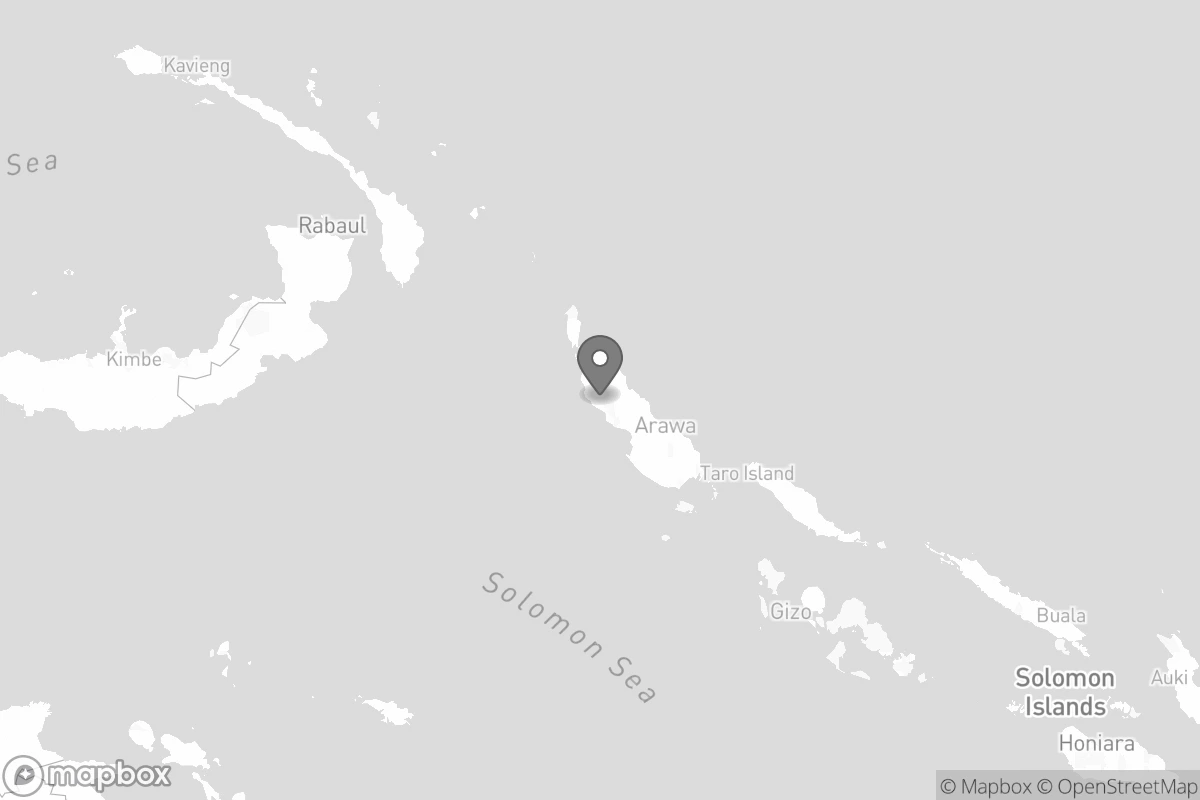 Kavieng
Sea
Rabaul
Kimbe
Arawa
Taro Island
Solomon Sea
Gizo
Buala
Solomon
Islands
Auki
Honiara
mapbox
© Mapbox © OpenStreetMap